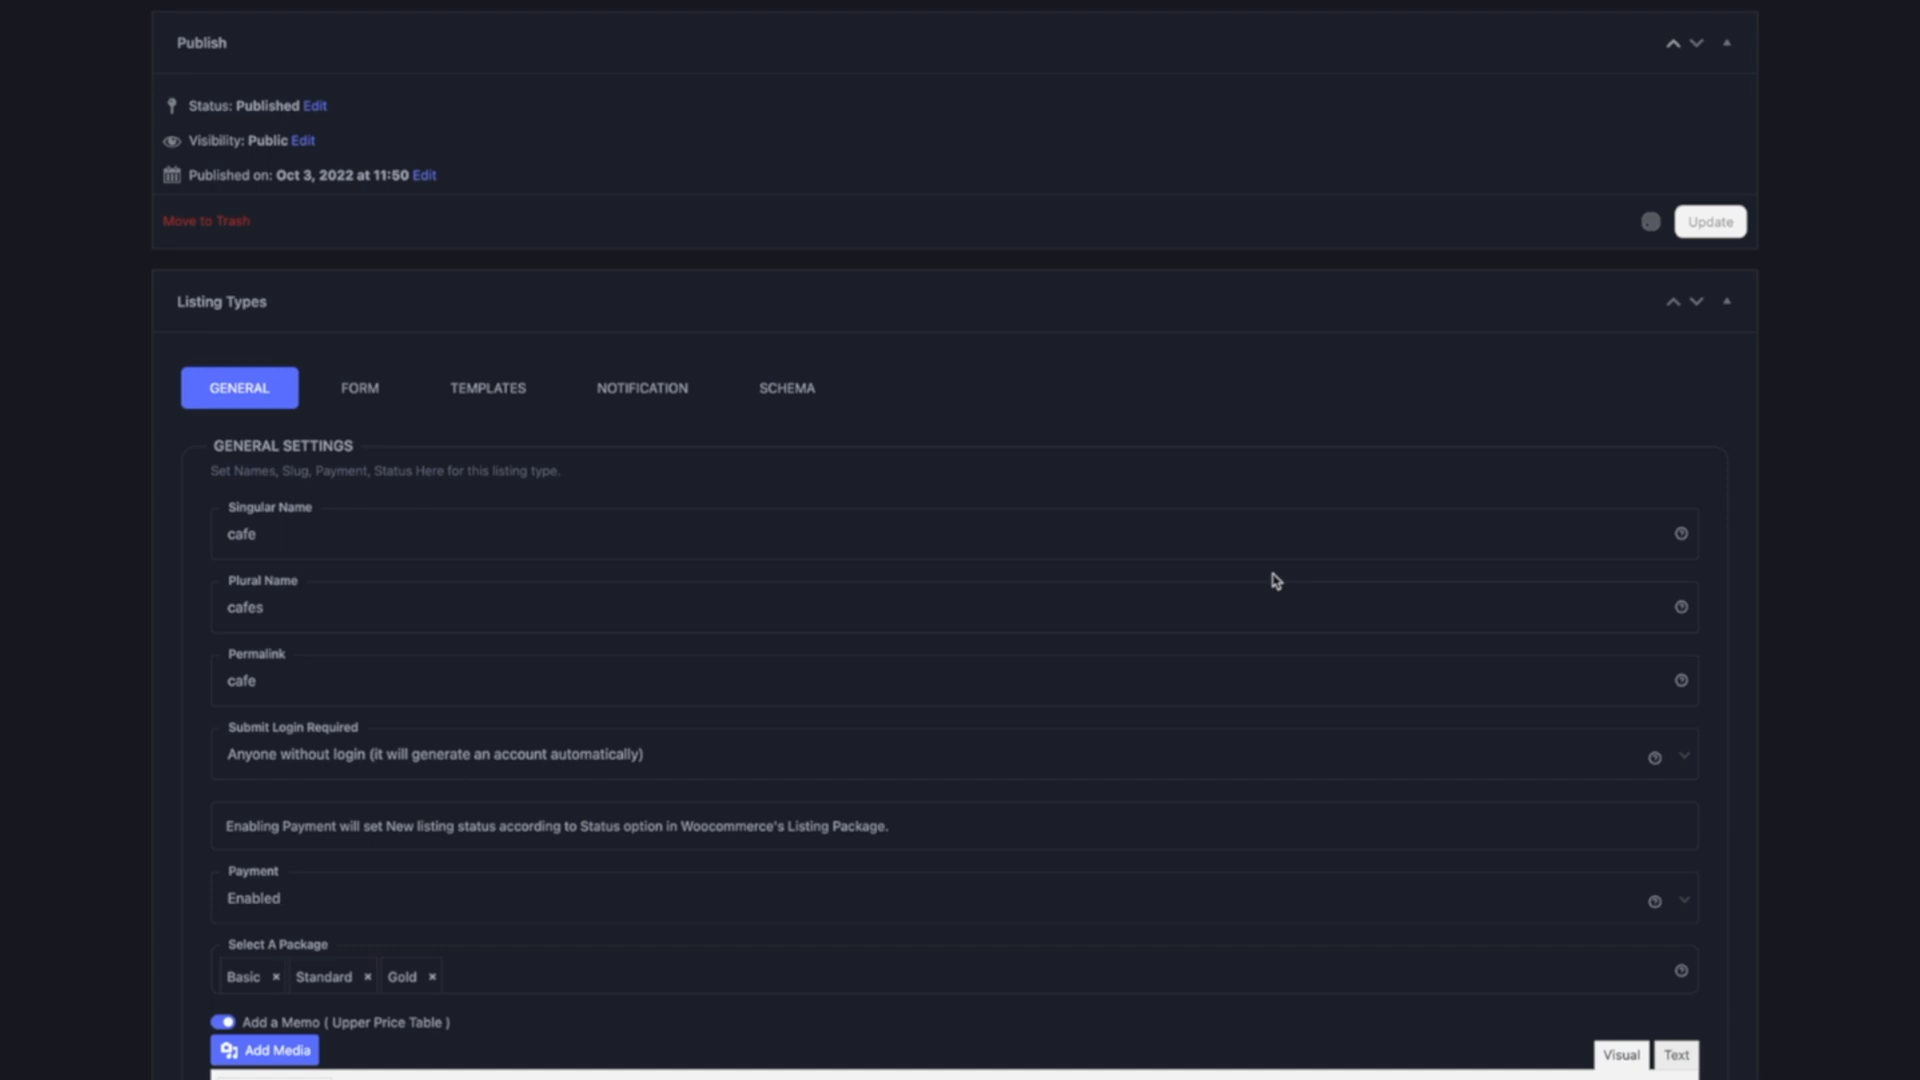 Publish
Status: Published Edit
Visibility: Public Edit
Published on: Oct 3, 2022 at 11:50 Edit
Move to Trash
Update
Listing Types
GENERAL FORM TEMPLATES NOTIFICATION SCHEMA
GENERAL SETTINGS
Set Names, Slug, Payment, Status Here for this listing type.
Singular Name
cafe
Plural Name
cafes
Permalink
cafe
Submit Login Required
Anyone without login (it will generate an account automatically)
Enabling Payment will set New listing status according to Status option in Woocommerce's Listing Package.
Payment
Enabled
Select A Package
Basic × Standard × Gold ×
Add a Memo ( Upper Price Table )
Add Media
Visual Text